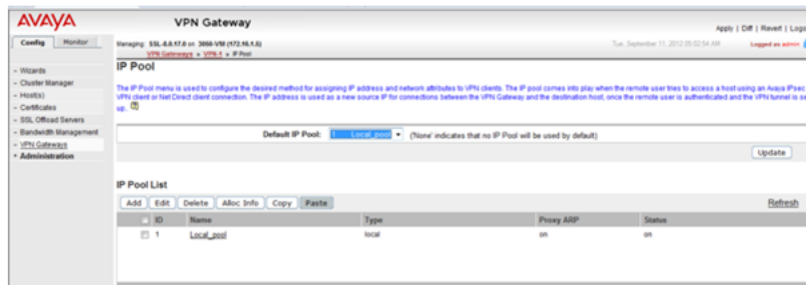 AVAYA
VPN Gateway
Apply | Diff | Revert |
Config Monitor
Managing: SSL-8.0.17.0 on 3050-VM (172.16.1.5)
Tue, September 11, 2012 05:02:54 AM
Logged as admin
VPN Gateways » VPN-1 » IP Pool
- Wizards
- Cluster Manager
- Host(s)
- Certificates
- SSL Offload Servers
- Bandwidth Management
- VPN Gateways
+ Administration
IP Pool
The IP Pool menu is used to configure the desired method for assigning IP address and network attributes to VPN clients. The IP pool comes into play when the remote user tries to access a host using an Avaya IPsec
VPN client or Net Direct client connection. The IP address is used as a new source IP for connections between the VPN Gateway and the destination host, once the remote user is authenticated and the VPN tunnel is
up.
Default IP Pool: 1 Local_pool ('None' indicates that no IP Pool will be used by default)
Update
IP Pool List
Add Edit Delete Alloc Info Copy Paste Refresh
ID Name Type Proxy ARP Status
1 Local_pool local on on